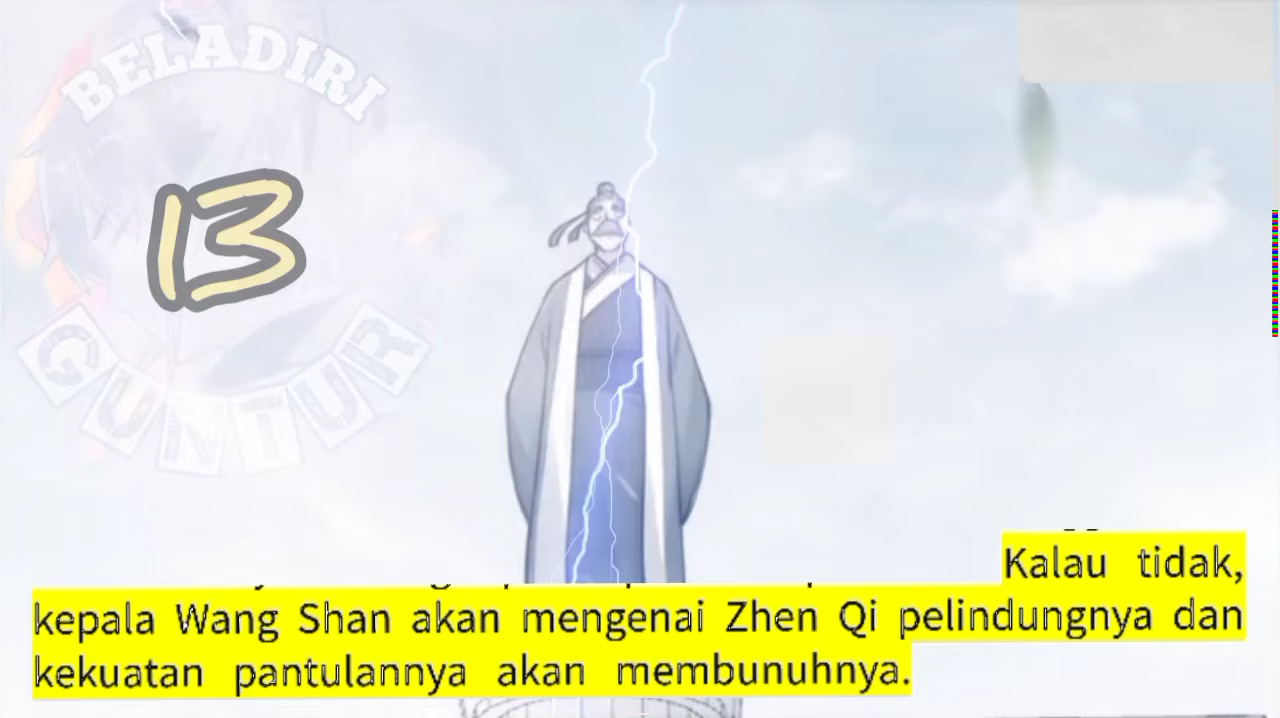 BELADIRI
13
GUNTUR
Kalau tidak,
kepala Wang Shan akan mengenai Zhen Qi pelindungnya dan
kekuatan pantulannya akan membunuhnya.